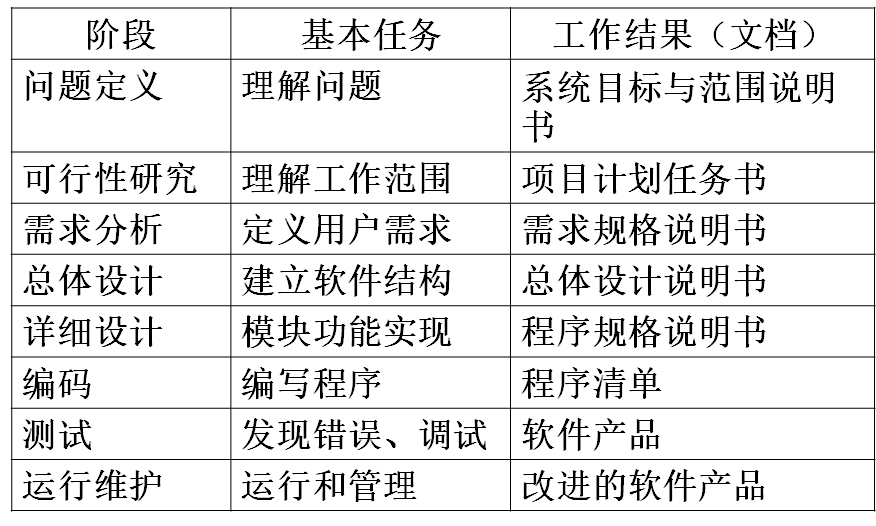 阶段 基本任务 工作结果（文档）
问题定义 理解问题 系统目标与范围说明
书
可行性研究 理解工作范围 项目计划任务书
需求分析 定义用户需求 需求规格说明书
总体设计 建立软件结构 总体设计说明书
详细设计 模块功能实现 程序规格说明书
编码 编写程序 程序清单
测试 发现错误、调试 软件产品
运行维护 运行和管理 改进的软件产品